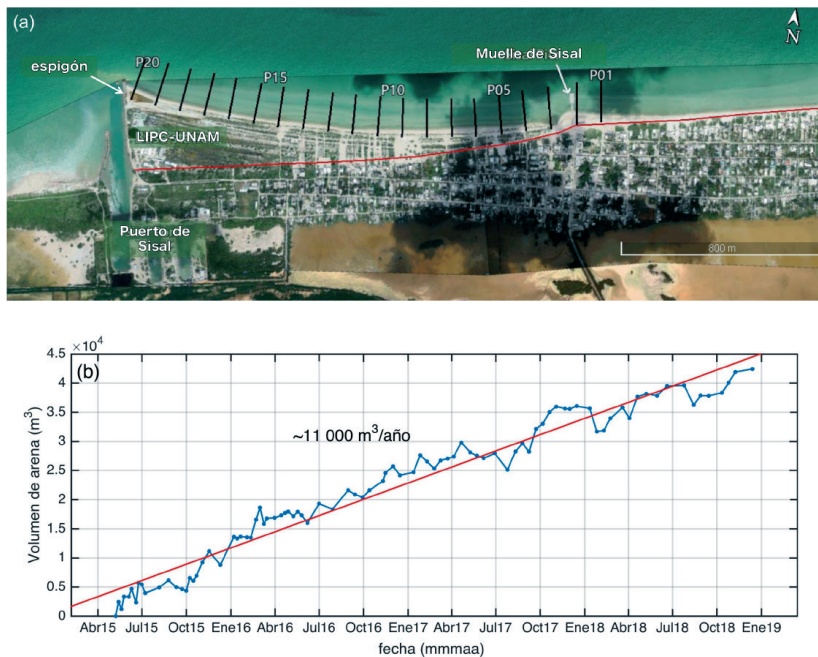 (a)
N
P20
espigón
P15
Muelle de Sisal
P10
P05
P01
LIPC-UNAM
Puerto de
Sisal
800 m
×10⁴
(b)
4.5
4
3.5
3
2.5
2
1.5
1
0.5
0
~11 000 m³/año
Volumen de arena (m³)
Abr15 Jul15 Oct15 Ene16 Abr16 Jul16 Oct16 Ene17 Abr17 Jul17 Oct17 Ene18 Abr18 Jul18 Oct18 Ene19
fecha (mmmaa)